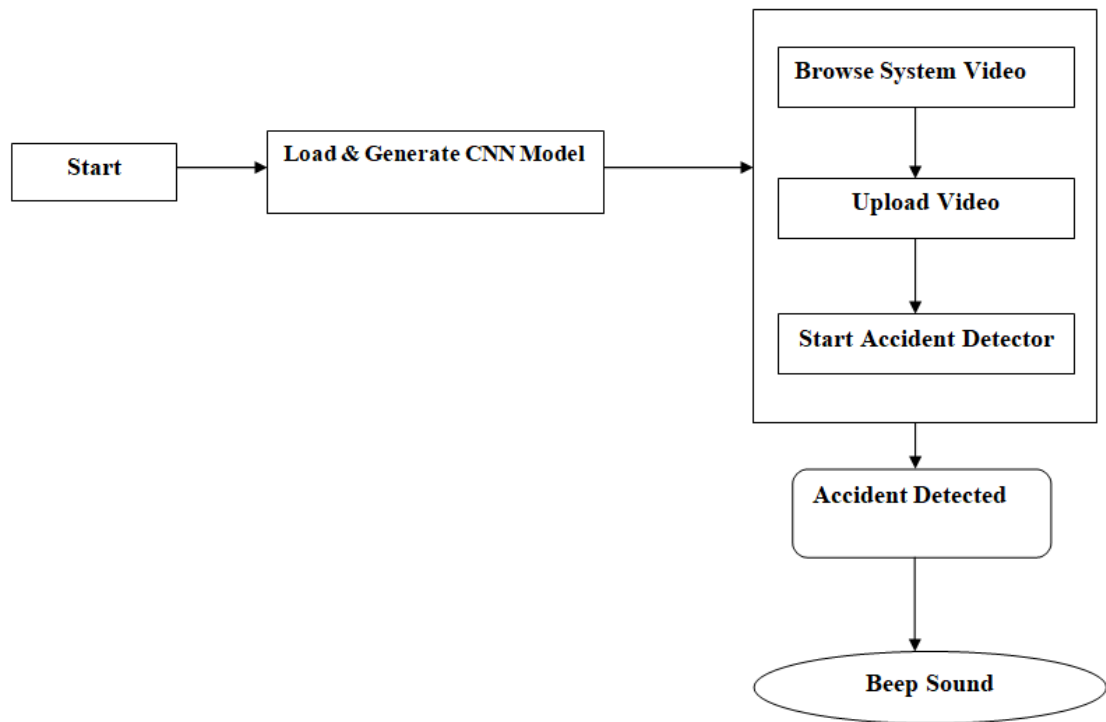 Start
Load & Generate CNN Model
Browse System Video
Upload Video
Start Accident Detector
Accident Detected
Beep Sound